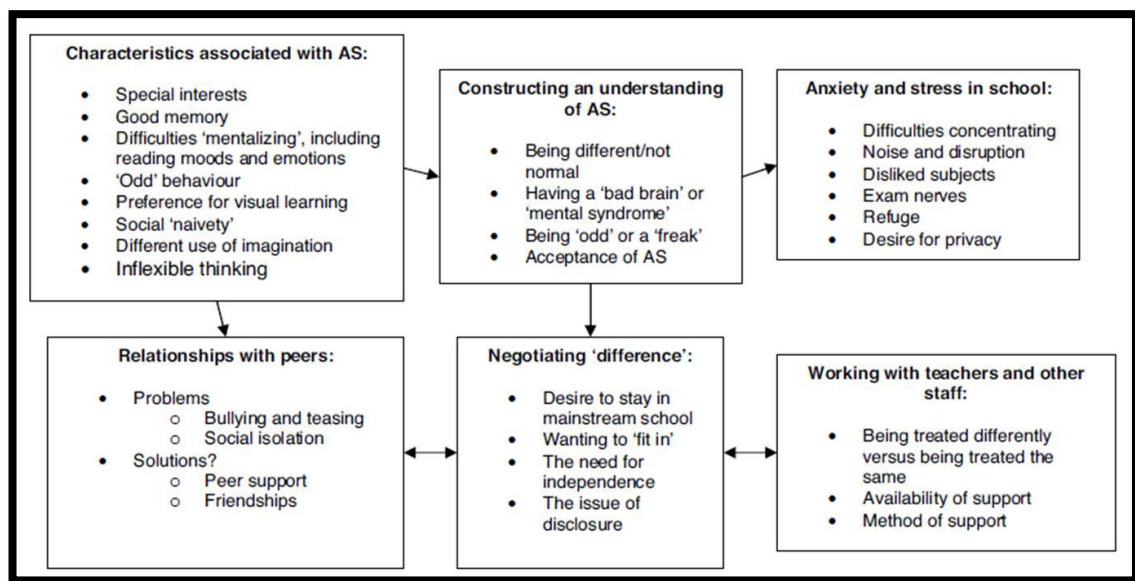 Characteristics associated with AS:
• Special interests
• Good memory
• Difficulties ‘mentalizing’, including
reading moods and emotions
• ‘Odd’ behaviour
• Preference for visual learning
• Social ‘naivety’
• Different use of imagination
• Inflexible thinking
Constructing an understanding
of AS:
• Being different/not
normal
• Having a ‘bad brain’ or
‘mental syndrome’
• Being ‘odd’ or a ‘freak’
• Acceptance of AS
Anxiety and stress in school:
• Difficulties concentrating
• Noise and disruption
• Disliked subjects
• Exam nerves
• Refuge
• Desire for privacy
Relationships with peers:
• Problems
o Bullying and teasing
o Social isolation
• Solutions?
o Peer support
o Friendships
Negotiating ‘difference’:
• Desire to stay in
mainstream school
• Wanting to ‘fit in’
• The need for
independence
• The issue of
disclosure
Working with teachers and other
staff:
• Being treated differently
versus being treated the
same
• Availability of support
• Method of support